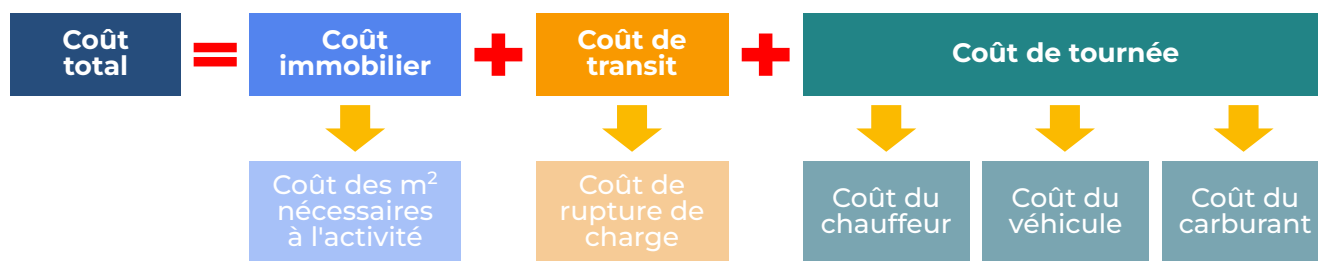 Coût
total
=
Coût
immobilier
+
Coût de
transit
+
Coût de tournée
Coût des m²
nécessaires
à l'activité
Coût de
rupture de
charge
Coût du
chauffeur
Coût du
véhicule
Coût du
carburant